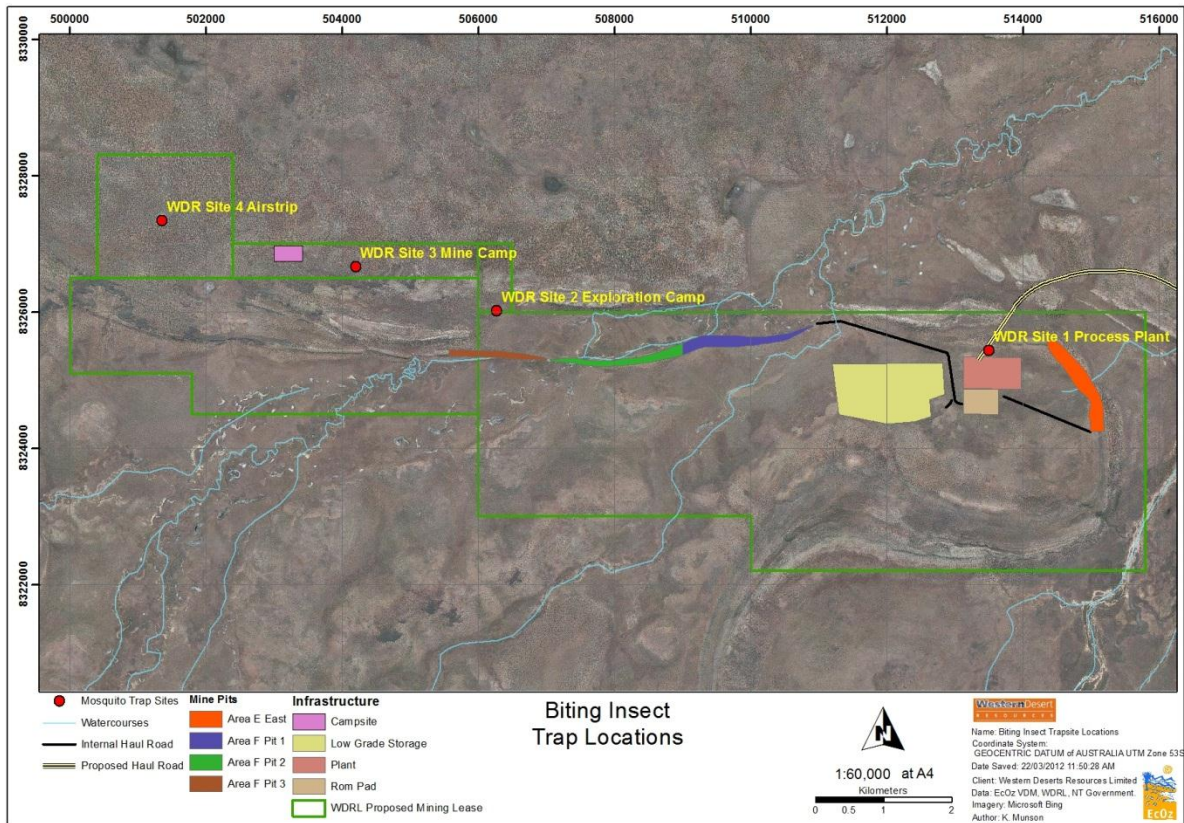 500000 502000 504000 506000 508000 510000 512000 514000 516000
8330000
8328000
8326000
8324000
8322000
WDR Site 4 Airstrip
WDR Site 3 Mine Camp
WDR Site 2 Exploration Camp
WDR Site 1 Process Plant
Mosquito Trap Sites
Watercourses
Internal Haul Road
Proposed Haul Road
Mine Pits
Area E East
Area F Pit 1
Area F Pit 2
Area F Pit 3
Infrastructure
Campsite
Low Grade Storage
Plant
Rom Pad
WDRL Proposed Mining Lease
Biting Insect
Trap Locations
N
1:60,000 at A4
Kilometers
0 0.5 1 2
Western Desert
RESOURCES
Name: Biting Insect Trapsite Locations
Coordinate System:
GEOCENTRIC DATUM of AUSTRALIA UTM Zone 53S
Date Saved: 22/03/2012 11:50:28 AM
Client: Western Deserts Resources Limited
Data: EcOz VDM, WDRL, NT Government.
Imagery: Microsoft Bing
Author: K. Munson
EcOz